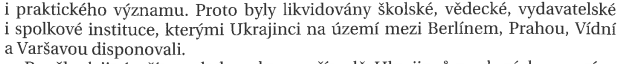 i praktického významu. Proto byly likvidovány školské, vědecké, vydavatelské
i spolkové instituce, kterými Ukrajinci na území mezi Berlínem, Prahou, Vídní
a Varšavou disponovali.